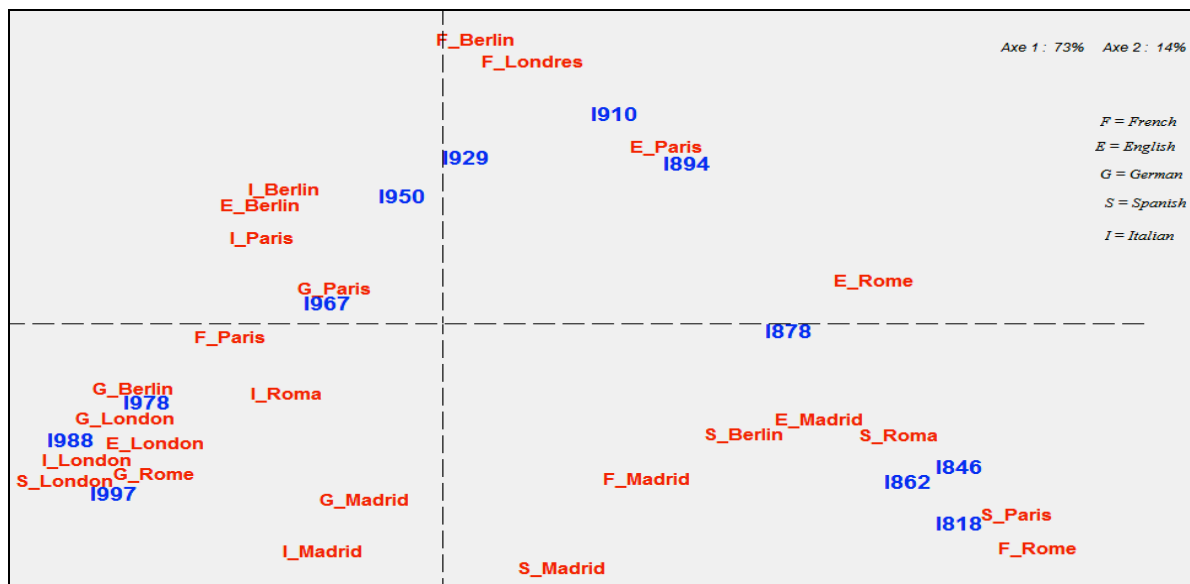 F_Berlin
Axe 1 : 73% Axe 2 : 14%
F_Londres
I910
F = French
E_Paris
E = English
I929
I894
G = German
I_Berlin
I950
E_Berlin
S = Spanish
I_Paris
I = Italian
E_Rome
G_Paris
I967
I878
F_Paris
G_Berlin
I_Roma
I978
G_London
E_Madrid
I988
E_London
S_Berlin
S_Roma
I_London
I846
S_London
G_Rome
F_Madrid
I862
I997
G_Madrid
S_Paris
I818
I_Madrid
F_Rome
S_Madrid